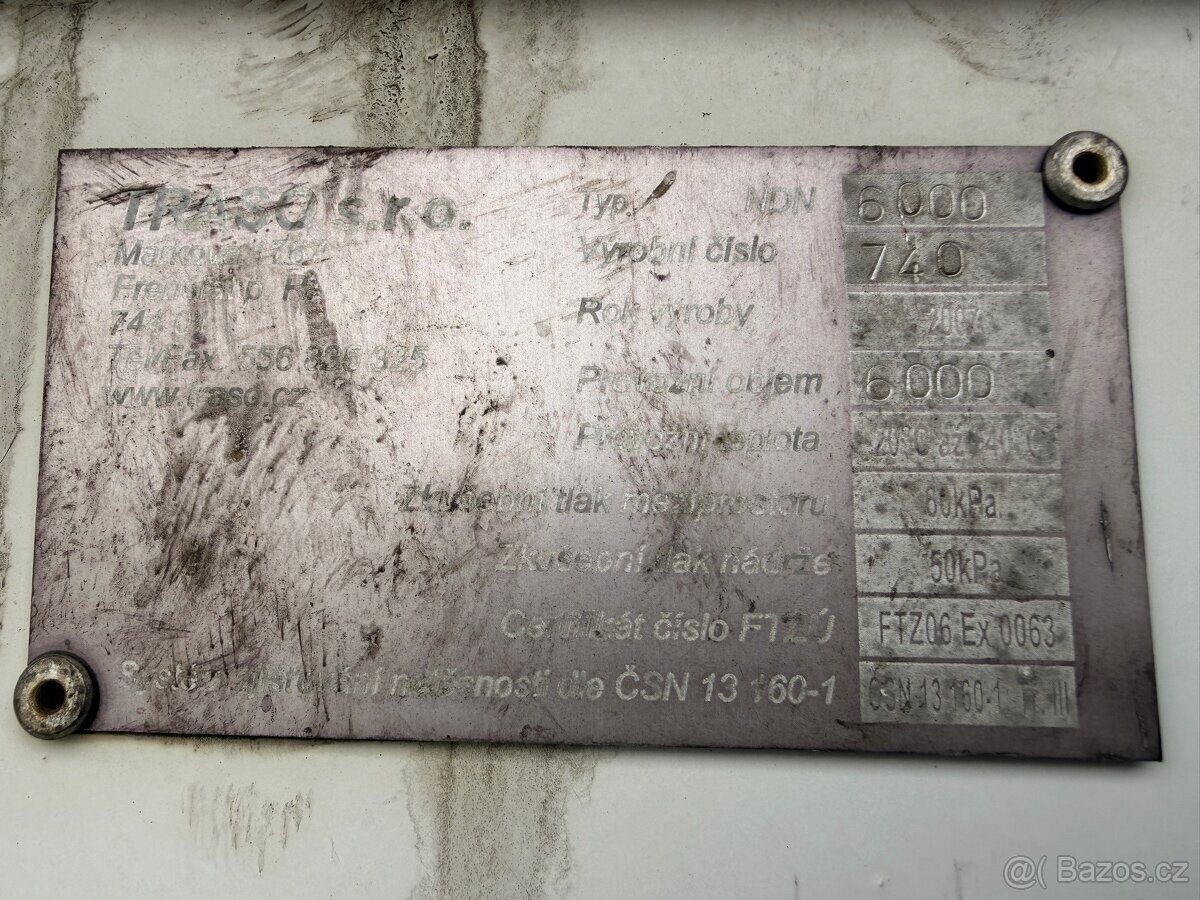 TRASO s.r.o.
Tel/Fax. 556
www.traso.cz
Typ. NDN 6000
Výrobní číslo 740
Rok výroby 2007
Provozní objem 6000
Provozní teplota
Zkušební tlak meziprostoru 80kPa
Zkušební tlak nádrže 50kPa
Certifikát číslo FTZÚ FTZ06 Ex 0063
netěsností dle ČSN 13 160-1 ČSN 13 160-1 III
@( Bazos.cz